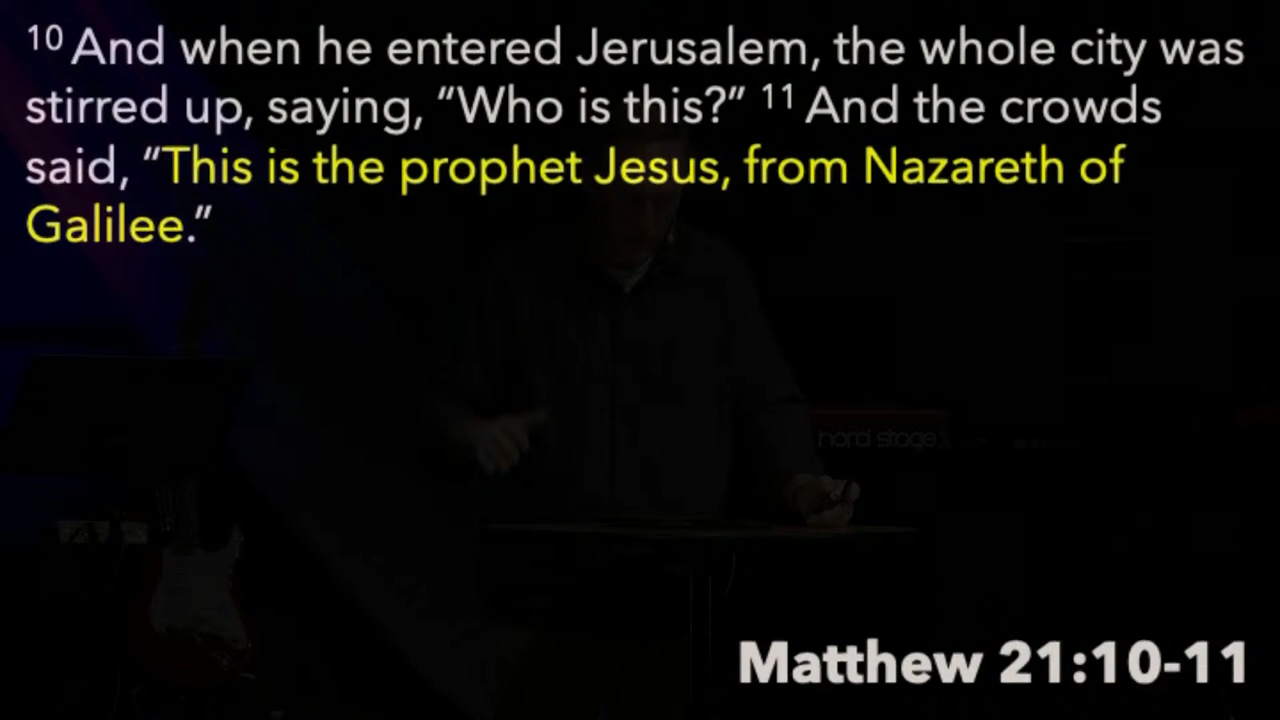 10 And when he entered Jerusalem, the whole city was
stirred up, saying, “Who is this?” 11 And the crowds
said, “This is the prophet Jesus, from Nazareth of
Galilee.”
nord stage
Matthew 21:10-11